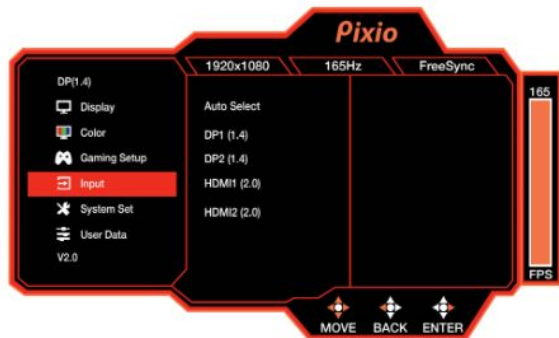 Pixio
1920x1080 165Hz FreeSync
DP(1.4)
Display
Color
Gaming Setup
Input
System Set
User Data
V2.0
Auto Select
DP1 (1.4)
DP2 (1.4)
HDMI1 (2.0)
HDMI2 (2.0)
165
FPS
MOVE BACK ENTER